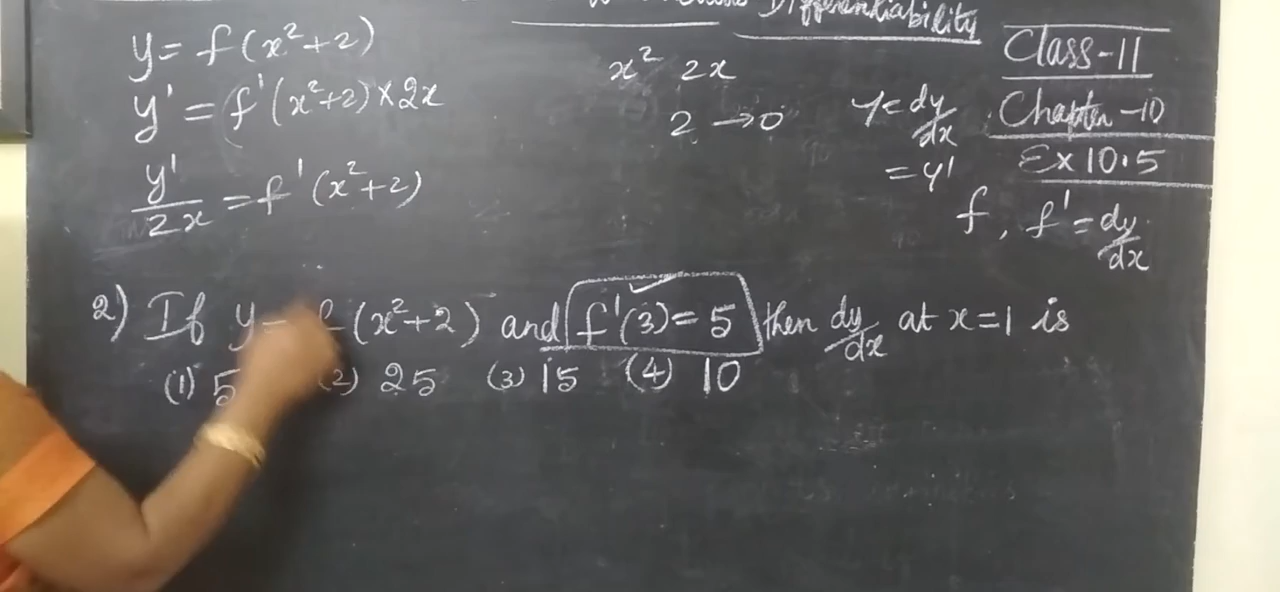 Differentiability
y = f(x²+2)
y' = f'(x²+2)×2x
y'/2x = f'(x²+2)
x² 2x
2 → 0
y = dy/dx
= y'
Class-11
Chapter-10
Ex 10.5
f, f' = dy/dx
2) If y = f(x²+2) and f'(3) = 5 then dy/dx at x=1 is
(1) 5 (2) 25 (3) 15 (4) 10